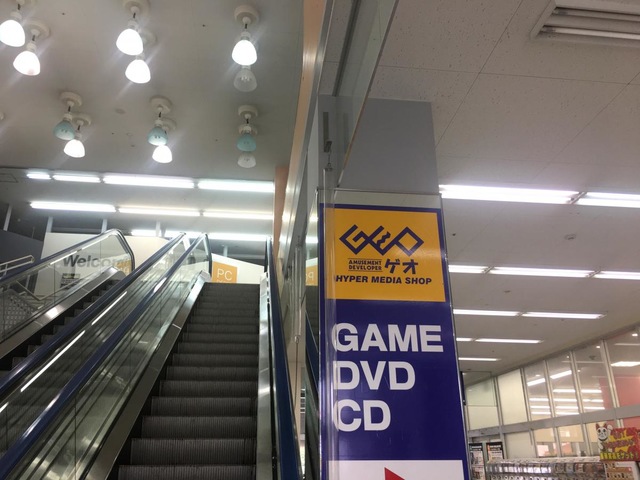 Welcome
PC
GEO
AMUSEMENT
DEVELOPER ゲオ
HYPER MEDIA SHOP
GAME
DVD
CD